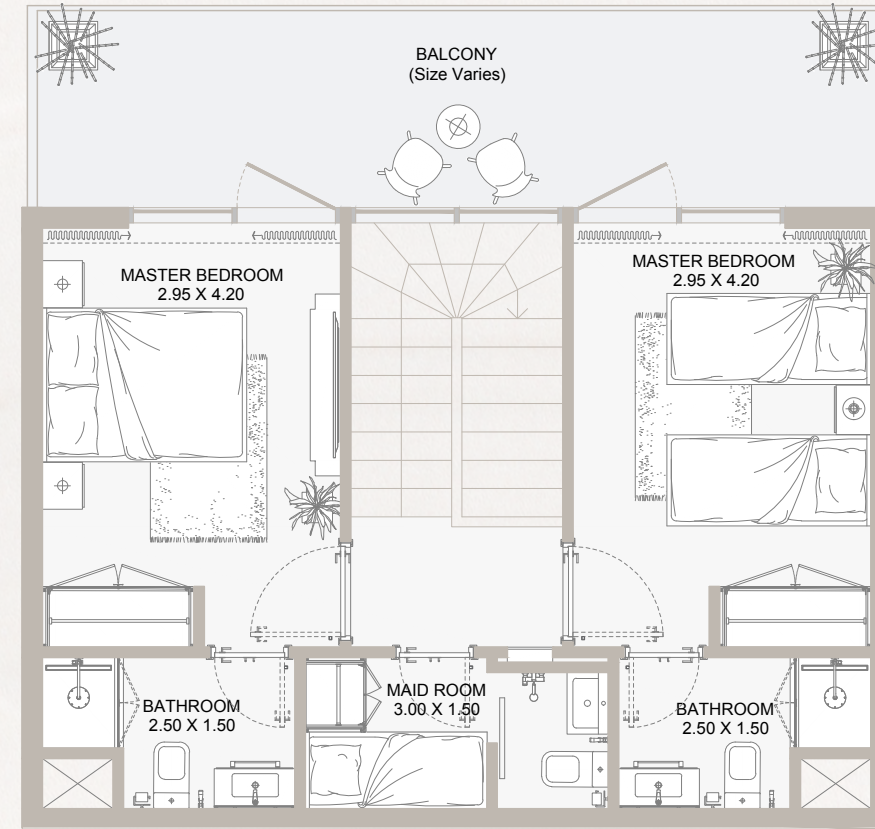 BALCONY
(Size Varies)
MASTER BEDROOM
2.95 X 4.20
MASTER BEDROOM
2.95 X 4.20
BATHROOM
2.50 X 1.50
MAID ROOM
3.00 X 1.50
BATHROOM
2.50 X 1.50